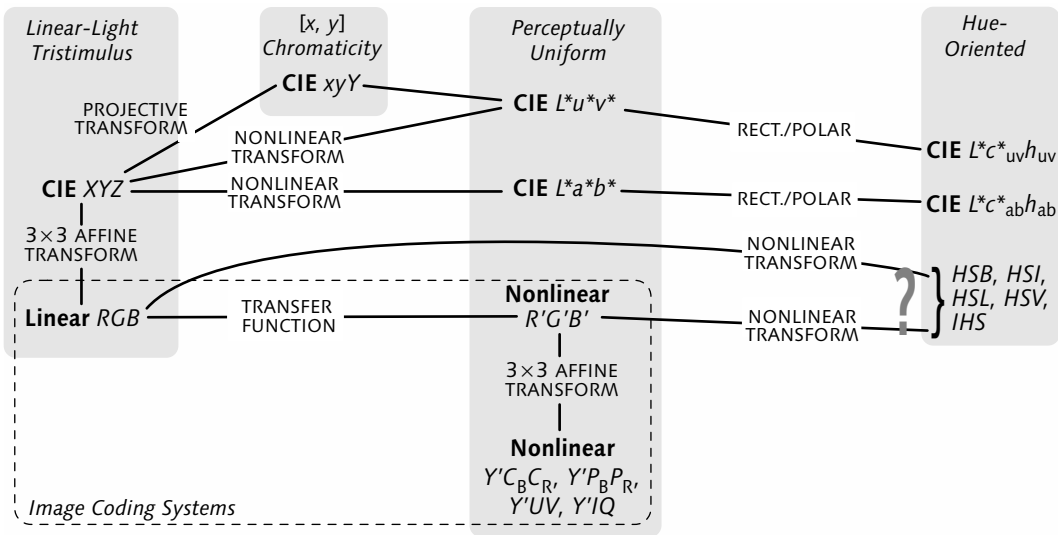 Linear-Light
Tristimulus
[x, y]
Chromaticity
Perceptually
Uniform
Hue-
Oriented
CIE xyY
CIE L*u*v*
PROJECTIVE
TRANSFORM
NONLINEAR
TRANSFORM
RECT./POLAR
CIE L*c*uvhuv
CIE XYZ
NONLINEAR
TRANSFORM
CIE L*a*b*
RECT./POLAR
CIE L*c*abhab
3×3 AFFINE
TRANSFORM
NONLINEAR
TRANSFORM
Linear RGB
TRANSFER
FUNCTION
Nonlinear
R'G'B'
NONLINEAR
TRANSFORM
?
}
HSB, HSI,
HSL, HSV,
IHS
3×3 AFFINE
TRANSFORM
Nonlinear
Y'CBCR, Y'PBPR,
Y'UV, Y'IQ
Image Coding Systems